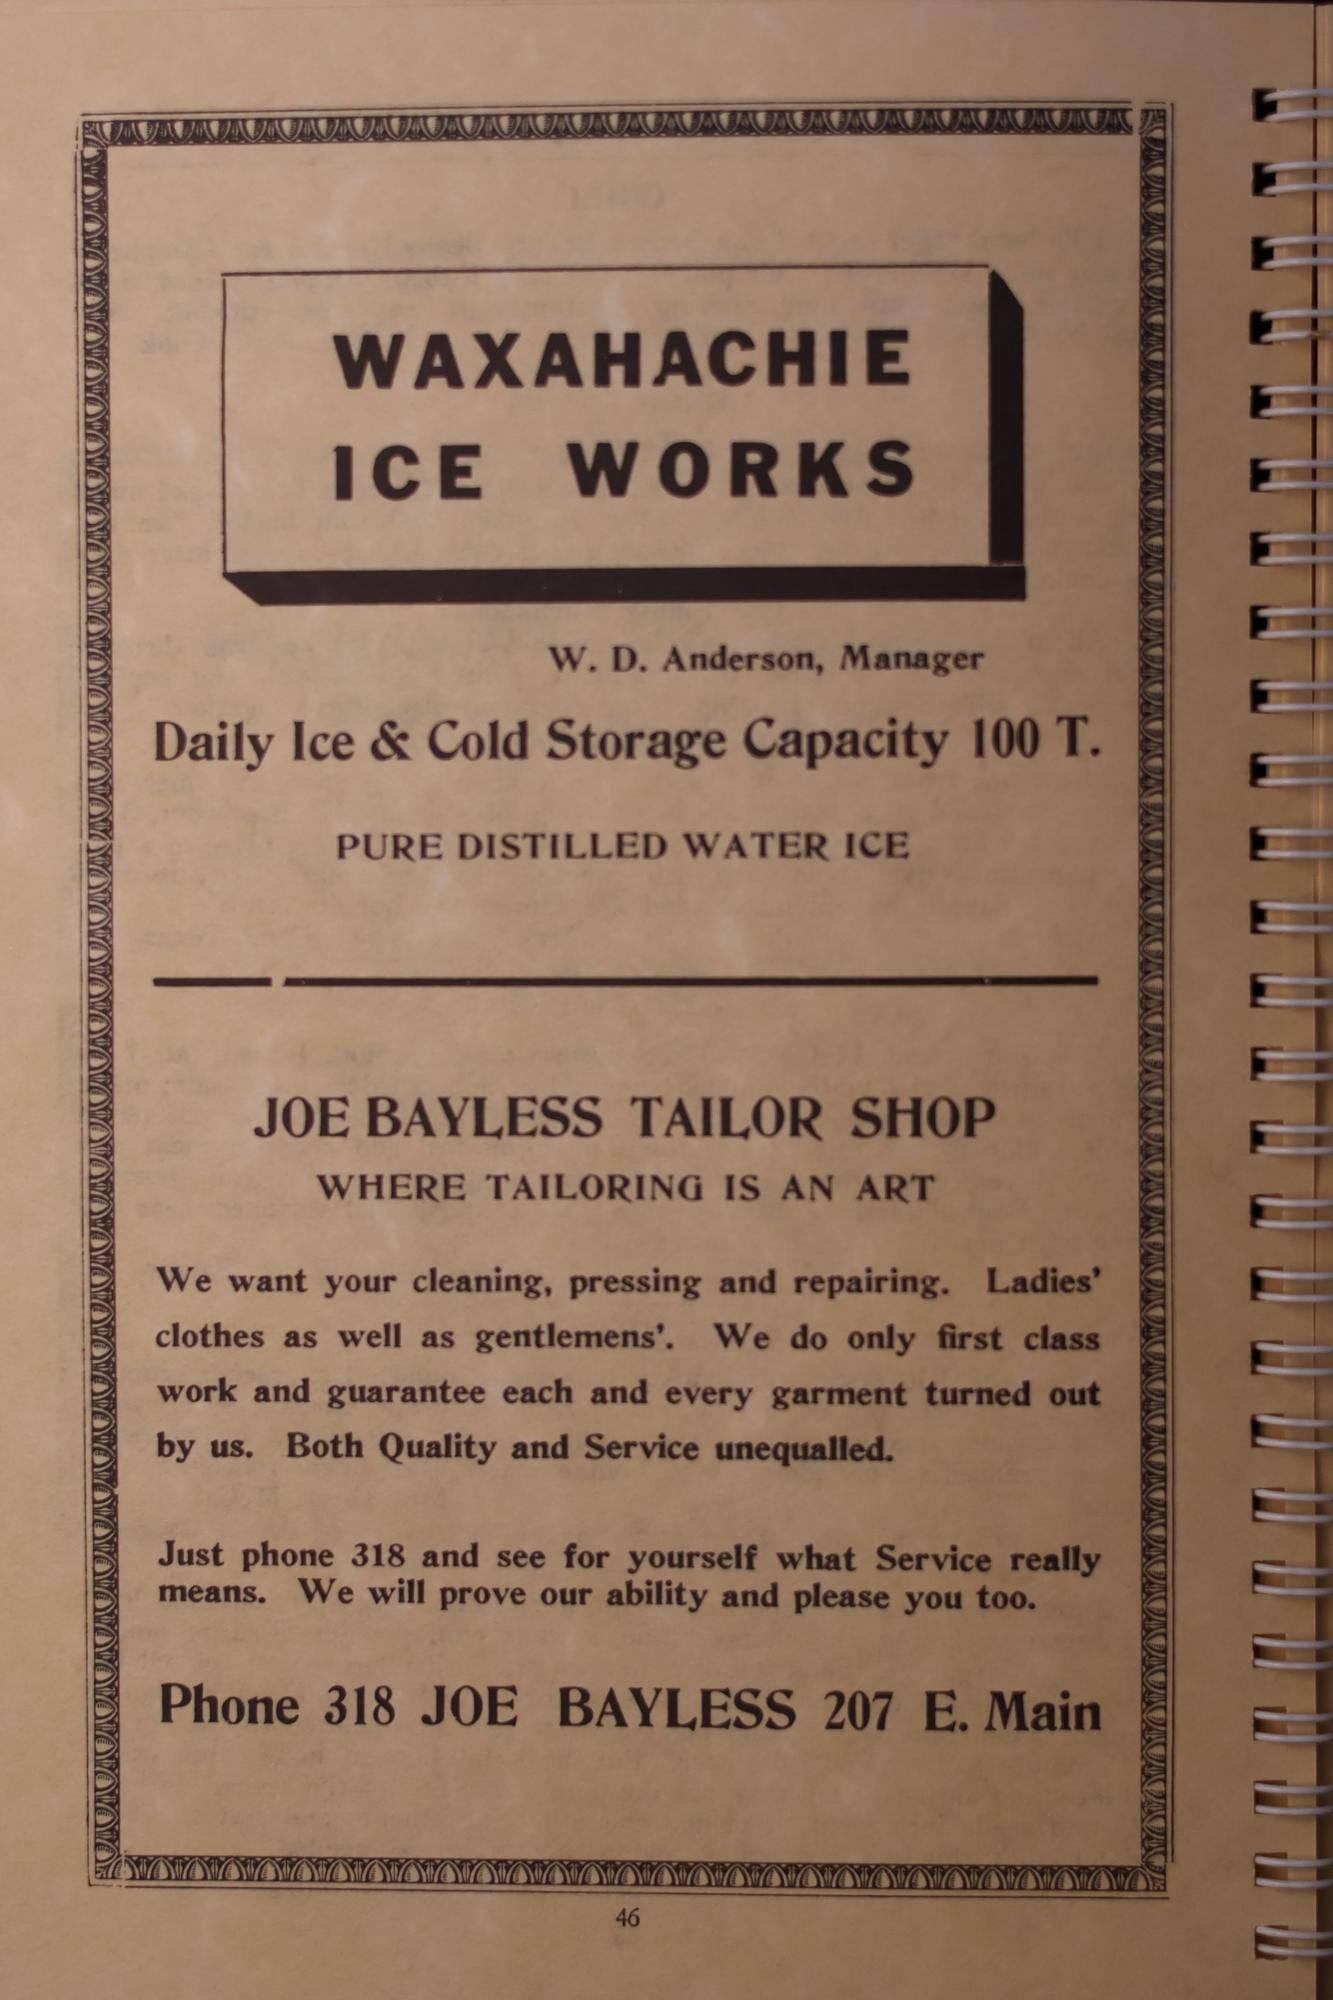 WAXAHACHIE
ICE WORKS
W. D. Anderson, Manager
Daily Ice & Cold Storage Capacity 100 T.
PURE DISTILLED WATER ICE
JOE BAYLESS TAILOR SHOP
WHERE TAILORING IS AN ART
We want your cleaning, pressing and repairing. Ladies'
clothes as well as gentlemens'. We do only first class
work and guarantee each and every garment turned out
by us. Both Quality and Service unequalled.
Just phone 318 and see for yourself what Service really
means. We will prove our ability and please you too.
Phone 318 JOE BAYLESS 207 E. Main
46